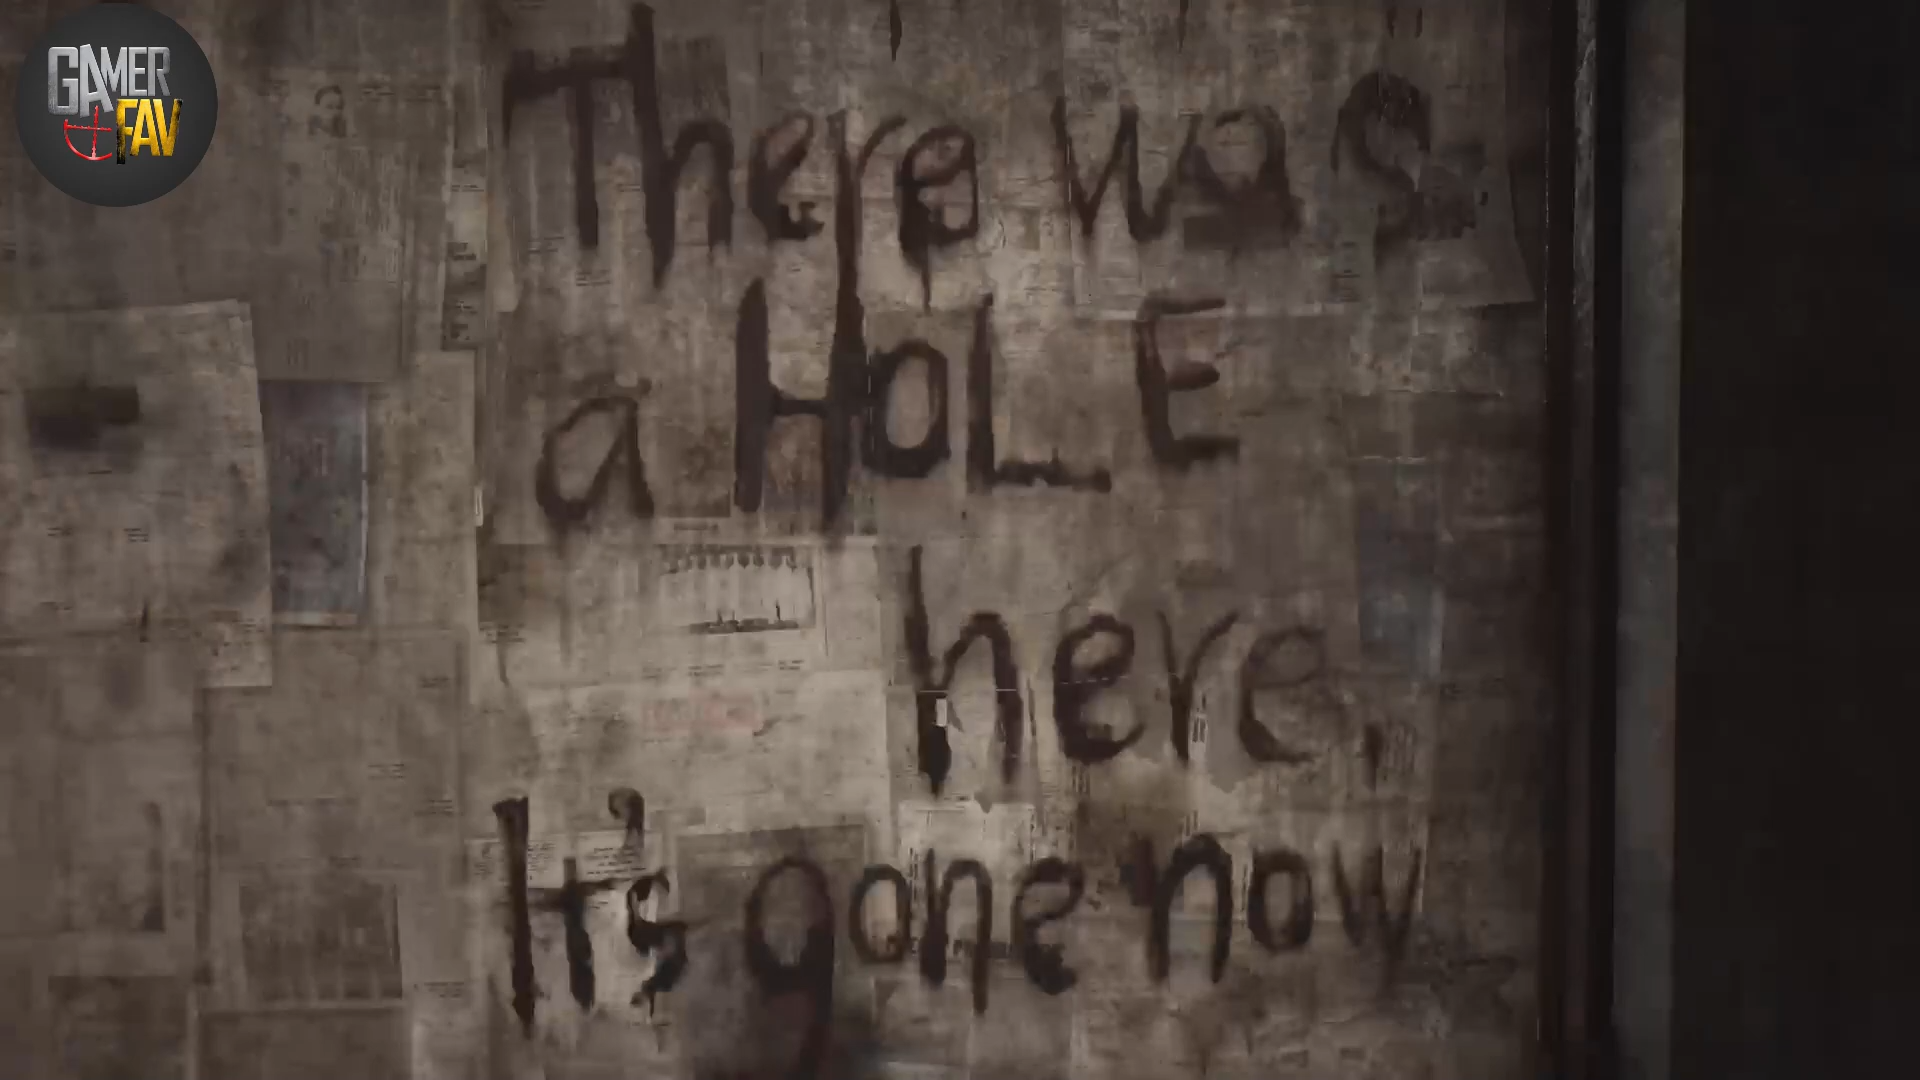 GAMER
FAV
There was
a HOLE
here,
It's gone now